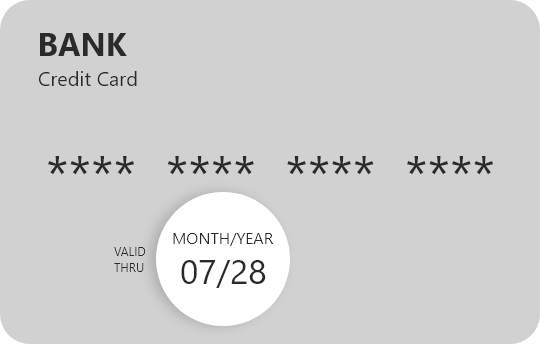 BANK
Credit Card
**** **** **** ****
MONTH/YEAR
VALID
THRU
07/28